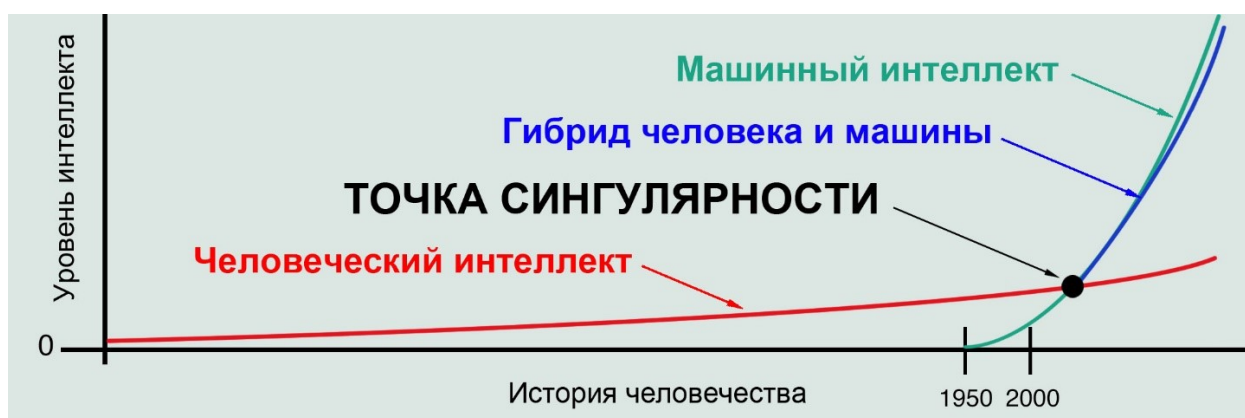 Уровень интеллекта
Машинный интеллект
Гибрид человека и машины
ТОЧКА СИНГУЛЯРНОСТИ
Человеческий интеллект
0
История человечества
1950 2000